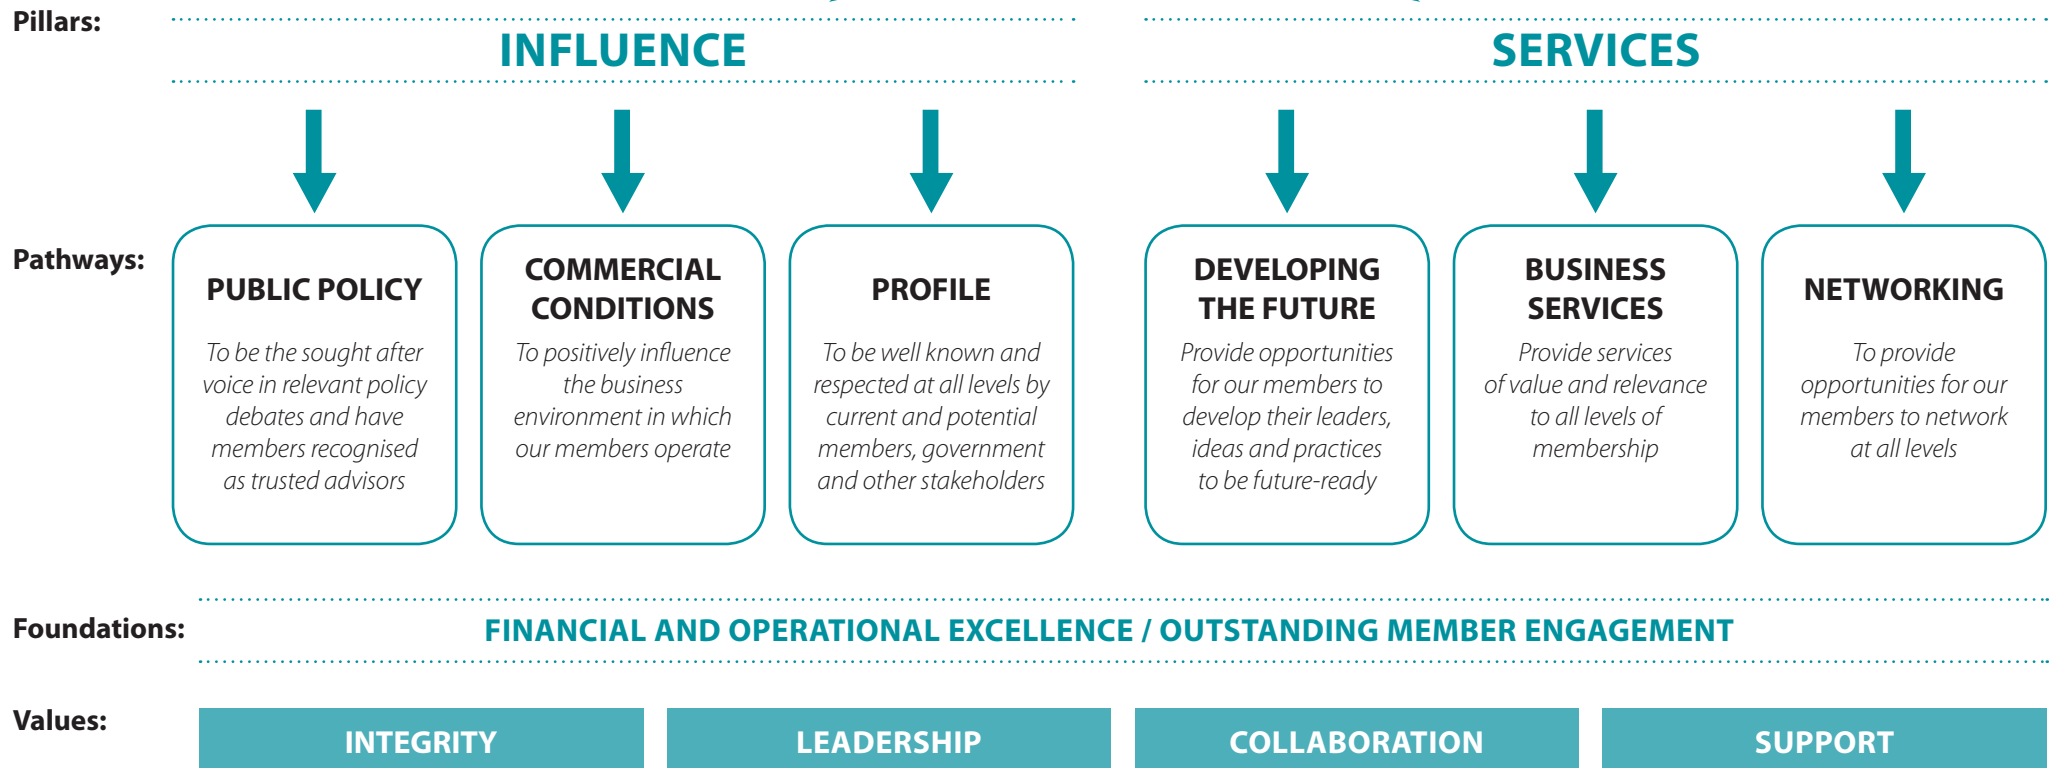 Pillars:
INFLUENCE
SERVICES
Pathways:
PUBLIC POLICY
To be the sought after
voice in relevant policy
debates and have
members recognised
as trusted advisors
COMMERCIAL
CONDITIONS
To positively influence
the business
environment in which
our members operate
PROFILE
To be well known and
respected at all levels by
current and potential
members, government
and other stakeholders
DEVELOPING
THE FUTURE
Provide opportunities
for our members to
develop their leaders,
ideas and practices
to be future-ready
BUSINESS
SERVICES
Provide services
of value and relevance
to all levels of
membership
NETWORKING
To provide
opportunities for our
members to network
at all levels
Foundations:
FINANCIAL AND OPERATIONAL EXCELLENCE / OUTSTANDING MEMBER ENGAGEMENT
Values:
INTEGRITY
LEADERSHIP
COLLABORATION
SUPPORT